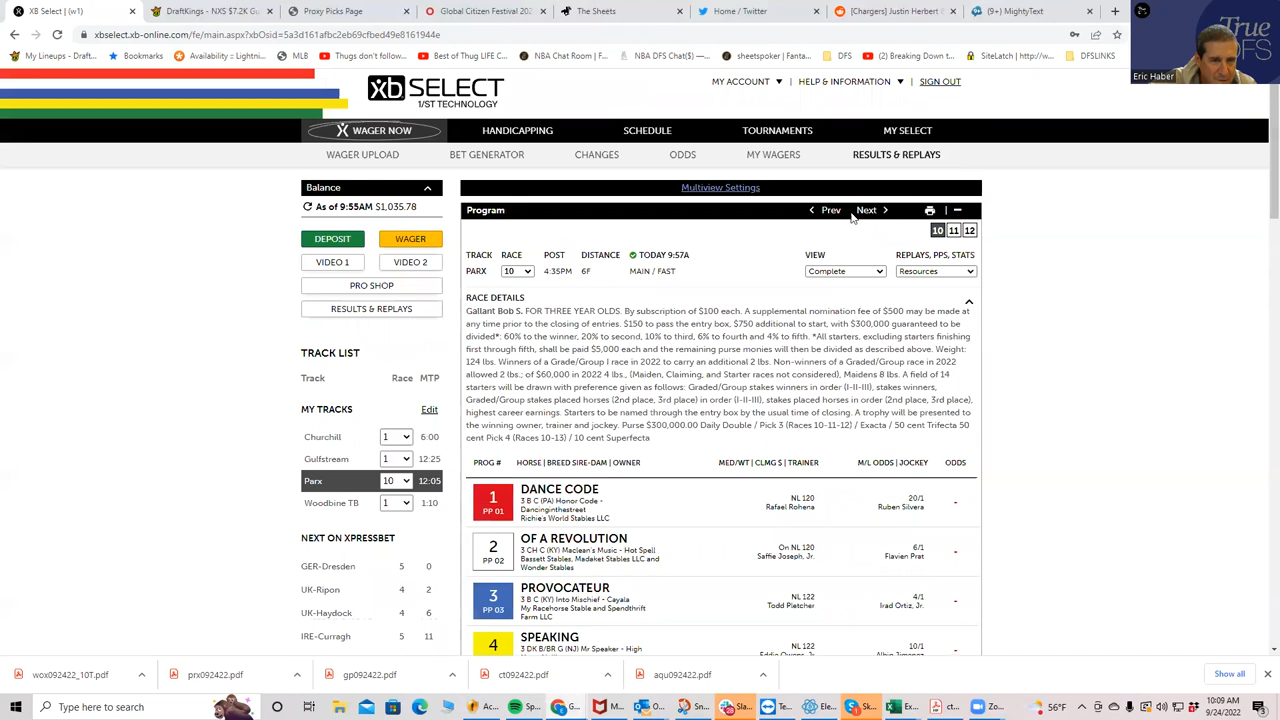 XB Select (w1)
DraftKings - NXS $7.2K Gu
Proxy Picks Page
Global Citizen Festival 202
The Sheets
Home / Twitter
[Chargers] Justin Herbert &
(9+) MightyText
xbselect.xb-online.com/fe/main.aspx?xbOsid=5a3d161afbc2eb69cfbed49e8161944e
My Lineups - Draft
Bookmarks
Availability :: Lightni
MLB
Thugs don't follow
Best of Thug LIFE C
NBA Chat Room | F
NBA DFS Chat($)
sheetspoker | Fanta
DFS
(2) Breaking Down t
SiteLatch | http://w
DFSLINKS
True
DFS
Eric Haber
xb SELECT
1/ST TECHNOLOGY
MY ACCOUNT
HELP & INFORMATION
SIGN OUT
WAGER NOW
HANDICAPPING
SCHEDULE
TOURNAMENTS
MY SELECT
WAGER UPLOAD
BET GENERATOR
CHANGES
ODDS
MY WAGERS
RESULTS & REPLAYS
Balance
As of 9:55AM $1,035.78
DEPOSIT
WAGER
VIDEO 1
VIDEO 2
PRO SHOP
RESULTS & REPLAYS
TRACK LIST
Track Race MTP
MY TRACKS Edit
Churchill 1 6:00
Gulfstream 1 12:25
Parx 10 12:05
Woodbine TB 1 1:10
NEXT ON XPRESSBET
GER-Dresden 5 0
UK-Ripon 4 2
UK-Haydock 4 6
IRE-Curragh 5 11
Multiview Settings
Program
Prev Next
10 11 12
TRACK RACE POST DISTANCE TODAY 9:57A VIEW REPLAYS, PPS, STATS
PARX 10 4:35PM 6F MAIN / FAST Complete Resources
RACE DETAILS
Gallant Bob S. FOR THREE YEAR OLDS. By subscription of $100 each. A supplemental nomination fee of $500 may be made at
any time prior to the closing of entries. $150 to pass the entry box, $750 additional to start, with $300,000 guaranteed to be
divided*: 60% to the winner, 20% to second, 10% to third, 6% to fourth and 4% to fifth. *All starters, excluding starters finishing
first through fifth, shall be paid $5,000 each and the remaining purse monies will then be divided as described above. Weight:
124 lbs. Winners of a Grade/Group I race in 2022 to carry an additional 2 lbs. Non-winners of a Graded/Group race in 2022
allowed 2 lbs.; of $60,000 in 2022 4 lbs., (Maiden, Claiming, and Starter races not considered), Maidens 8 lbs. A field of 14
starters will be drawn with preference given as follows: Graded/Group stakes winners in order (I-II-III), stakes winners,
Graded/Group stakes placed horses (2nd place, 3rd place) in order (I-II-III), stakes placed horses in order (2nd place, 3rd place),
highest career earnings. Starters to be named through the entry box by the usual time of closing. A trophy will be presented to
the winning owner, trainer and jockey. Purse $300,000.00 Daily Double / Pick 3 (Races 10-11-12) / Exacta / 50 cent Trifecta 50
cent Pick 4 (Races 10-13) / 10 cent Superfecta
PROG # HORSE | BREED SIRE-DAM | OWNER MED/WT | CLMG $ | TRAINER M/L ODDS | JOCKEY ODDS
1
PP 01
DANCE CODE
3 B C (PA) Honor Code -
Dancinginthestreet
Richie's World Stables LLC
NL 120
Rafael Rohena
20/1
Ruben Silvera
-
2
PP 02
OF A REVOLUTION
3 CH C (KY) Maclean's Music - Hot Spell
Bassett Stables, Madaket Stables LLC and
Wonder Stables
On NL 120
Saffie Joseph, Jr.
6/1
Flavien Prat
-
3
PP 03
PROVOCATEUR
3 B C (KY) Into Mischief - Cayala
My Racehorse Stable and Spendthrift
Farm LLC
NL 122
Todd Pletcher
4/1
Irad Ortiz, Jr.
-
4
SPEAKING
3 DK B/BR G (NJ) Mr Speaker - High
NL 122
10/1
-
wox092422_10T.pdf
prx092422.pdf
gp092422.pdf
ct092422.pdf
aqu092422.pdf
Show all
Type here to search
56°F
10:09 AM
9/24/2022